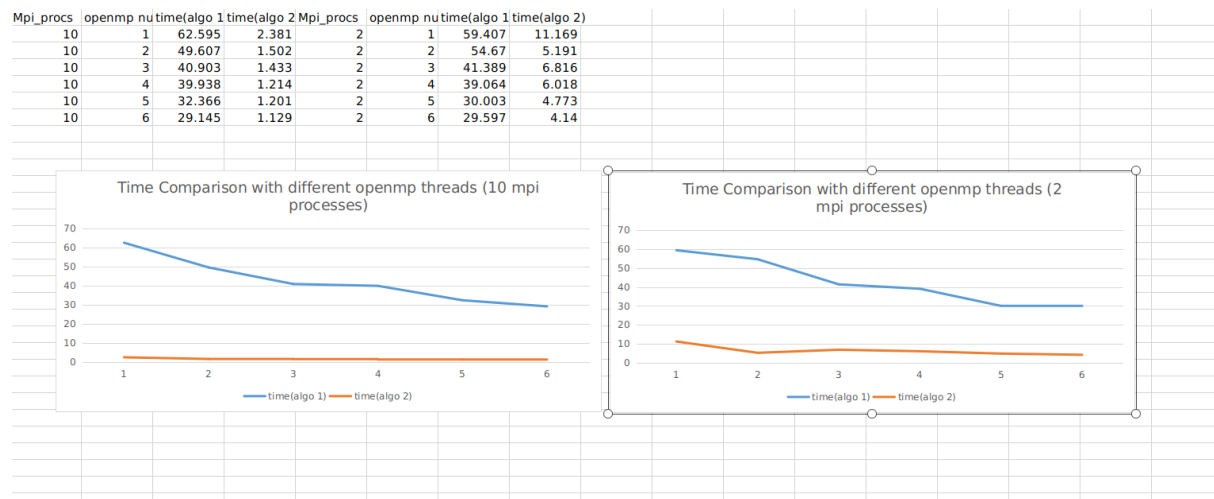 Mpi_procs openmp nu time(algo 1 time(algo 2 Mpi_procs openmp nu time(algo 1 time(algo 2)
10 1 62.595 2.381 2 1 59.407 11.169
10 2 49.607 1.502 2 2 54.67 5.191
10 3 40.903 1.433 2 3 41.389 6.816
10 4 39.938 1.214 2 4 39.064 6.018
10 5 32.366 1.201 2 5 30.003 4.773
10 6 29.145 1.129 2 6 29.597 4.14
Time Comparison with different openmp threads (10 mpi
processes)
70
60
50
40
30
20
10
0
1 2 3 4 5 6
time(algo 1) time(algo 2)
Time Comparison with different openmp threads (2
mpi processes)
70
60
50
40
30
20
10
0
1 2 3 4 5 6
time(algo 1) time(algo 2)